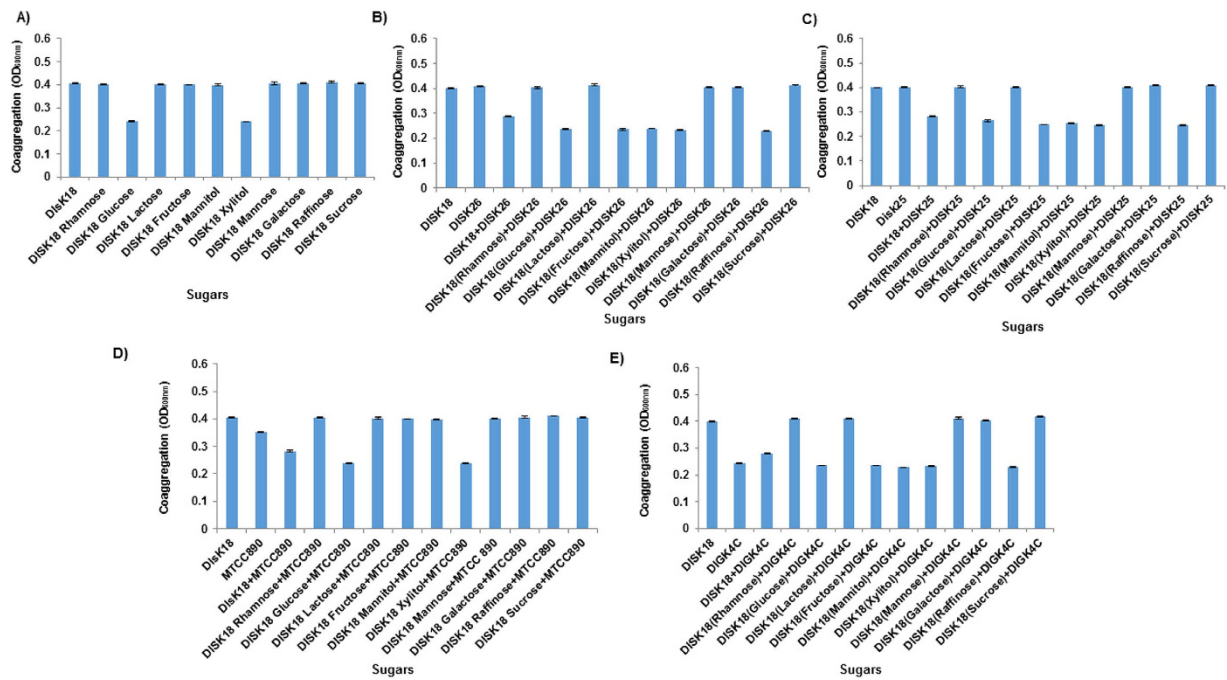 A)
Coaggregation (OD600nm)
0.6
0.5
0.4
0.3
0.2
0.1
0
DIsK18
DISK18 Rhamnose
DISK18 Glucose
DISK18 Lactose
DISK18 Fructose
DISK18 Mannitol
DISK18 Xylitol
DISK18 Mannose
DISK18 Galactose
DISK18 Raffinose
DISK18 Sucrose
Sugars
B)
Coaggregation (OD600nm)
0.6
0.5
0.4
0.3
0.2
0.1
0
DISK18
DISK26
DISK18+DISK26
DISK18(Rhamnose)+DISK26
DISK18(Glucose)+DISK26
DISK18(Lactose)+DISK26
DISK18(Fructose)+DISK26
DISK18(Mannitol)+DISK26
DISK18(Xylitol)+DISK26
DISK18(Mannose)+DISK26
DISK18(Galactose)+DISK26
DISK18(Raffinose)+DISK26
DISK18(Sucrose)+DISK26
Sugars
C)
Coaggregation (OD600nm)
0.6
0.5
0.4
0.3
0.2
0.1
0
DISK18
Disk25
DISK18+DISK25
DISK18(Rhamnose)+DISK25
DISK18(Glucose)+DISK25
DISK18(Lactose)+DISK25
DISK18(Fructose)+DISK25
DISK18(Mannitol)+DISK25
DISK18(Xylitol)+DISK25
DISK18(Mannose)+DISK25
DISK18(Galactose)+DISK25
DISK18(Raffinose)+DISK25
DISK18(Sucrose)+DISK25
Sugars
D)
Coaggregation (OD600nm)
0.6
0.5
0.4
0.3
0.2
0.1
0
DIsK18
MTCC890
DIsK18+MTCC890
DISK18 Rhamnose+MTCC890
DISK18 Glucose+MTCC890
DISK18 Lactose+MTCC890
DISK18 Fructose+MTCC890
DISK18 Mannitol+MTCC890
DISK18 Xylitol+MTCC890
DISK18 Mannose+MTCC 890
DISK18 Galactose+MTCC890
DISK18 Raffinose+MTCC890
DISK18 Sucrose+MTCC890
Sugars
E)
Coaggregation (OD600nm)
0.6
0.5
0.4
0.3
0.2
0.1
0
DISK18
DIGK4C
DISK18+DIGK4C
DISK18(Rhamnose)+DIGK4C
DISK18(Glucose)+DIGK4C
DISK18(Lactose)+DIGK4C
DISK18(Fructose)+DIGK4C
DISK18(Mannitol)+DIGK4C
DISK18(Xylitol)+DIGK4C
DISK18(Mannose)+DIGK4C
DISK18(Galactose)+DIGK4C
DISK18(Raffinose)+DIGK4C
DISK18(Sucrose)+DIGK4C
Sugars